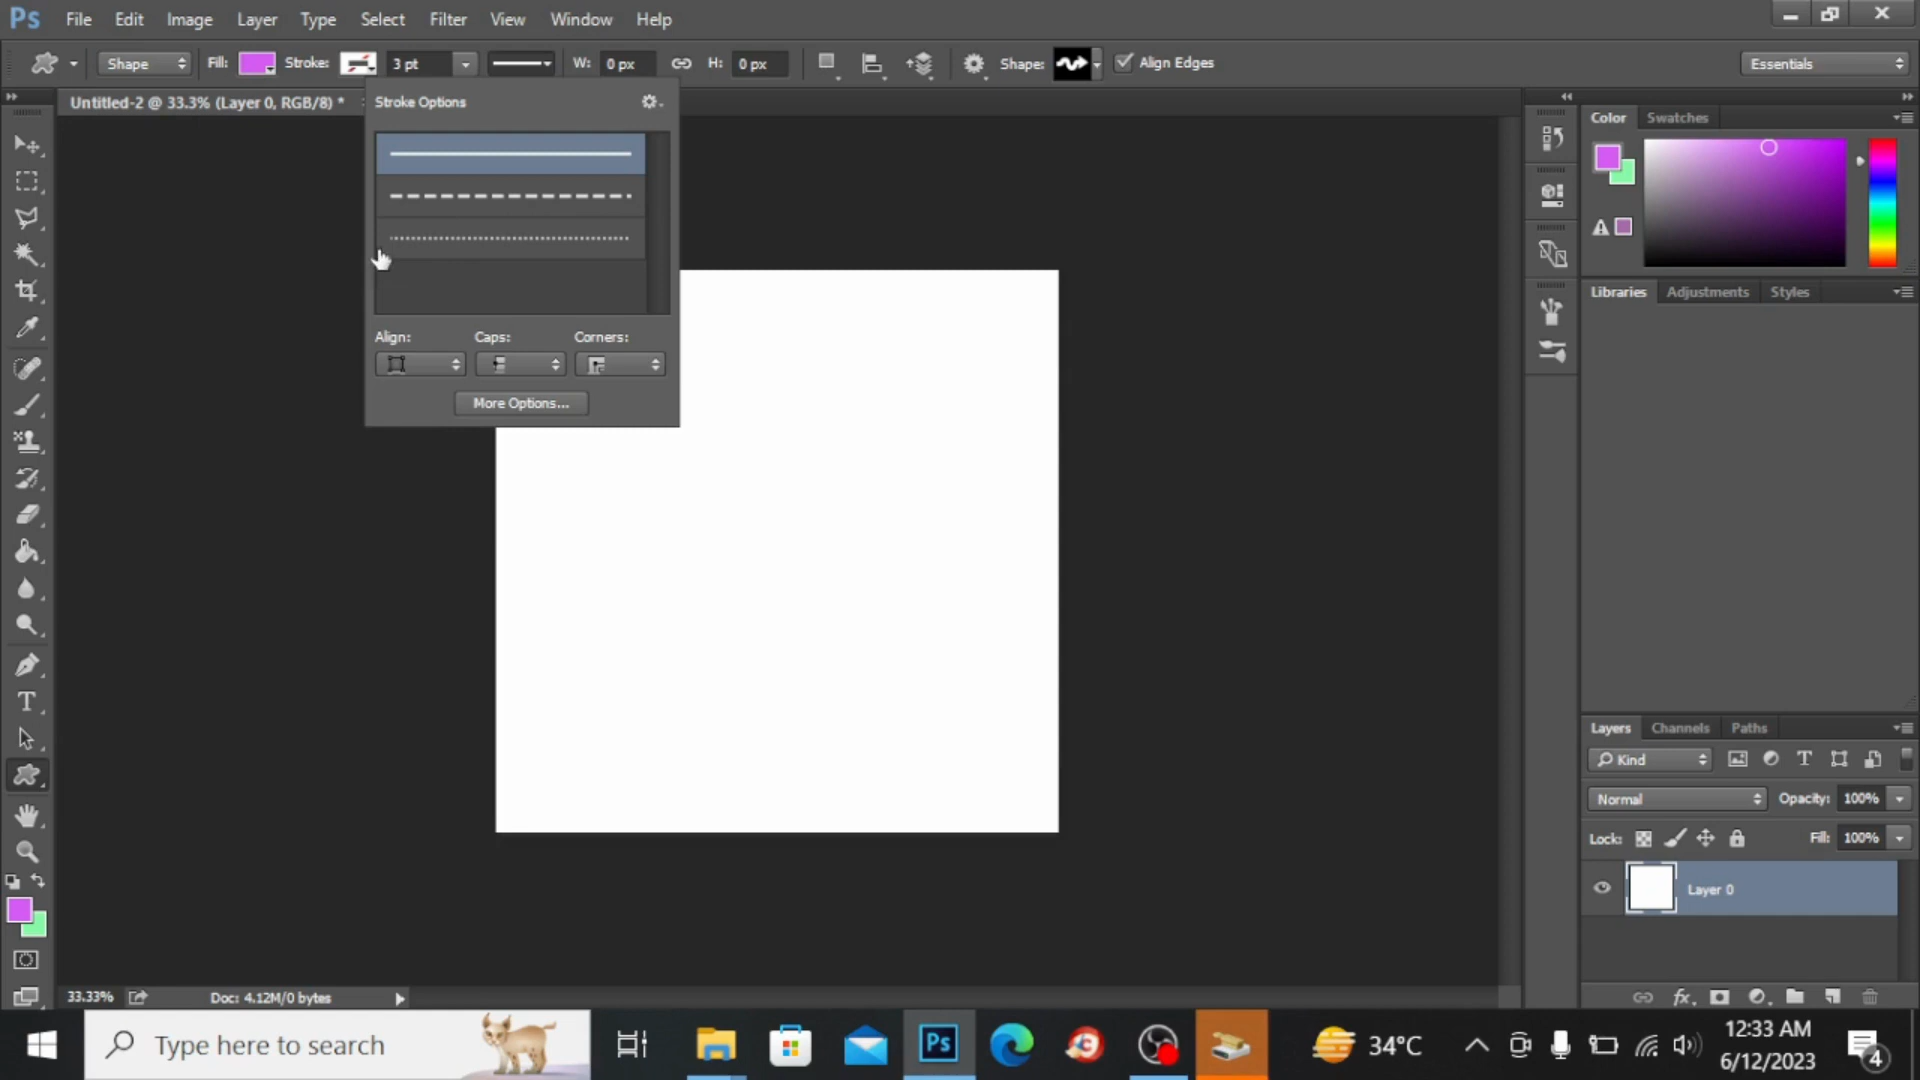 Ps File Edit Image Layer Type Select Filter View Window Help
Shape Fill: Stroke: 3 pt W: 0 px H: 0 px Shape: Align Edges Essentials
Untitled-2 @ 33.3% (Layer 0, RGB/8) *
Stroke Options
Align: Caps: Corners:
More Options...
Color Swatches
Libraries Adjustments Styles
Layers Channels Paths
Kind
Normal Opacity: 100%
Lock: Fill: 100%
Layer 0
33.33% Doc: 4.12M/0 bytes
Type here to search
Ps
34°C
12:33 AM
6/12/2023
4